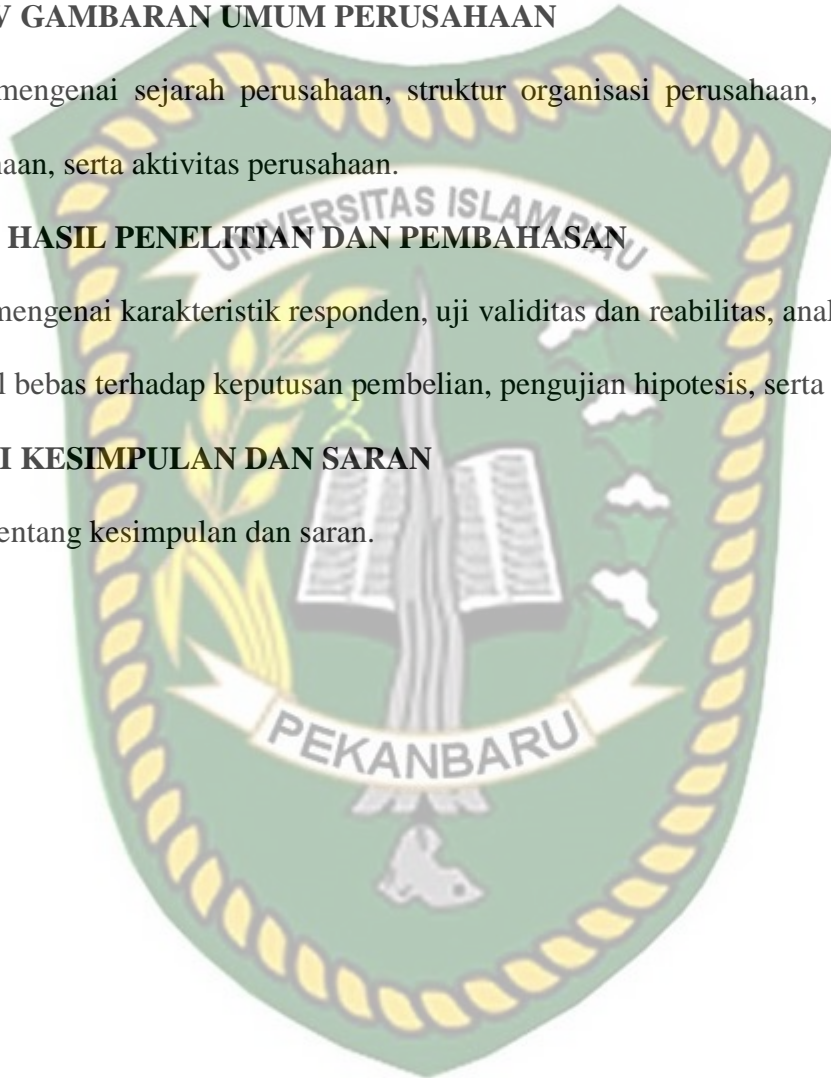 V GAMBARAN UMUM PERUSAHAAN
mengenai sejarah perusahaan, struktur organisasi perusahaan,
aan, serta aktivitas perusahaan.
UNIVERSITAS ISLAM RIAU
HASIL PENELITIAN DAN PEMBAHASAN
mengenai karakteristik responden, uji validitas dan reabilitas, anal
l bebas terhadap keputusan pembelian, pengujian hipotesis, serta
I KESIMPULAN DAN SARAN
entang kesimpulan dan saran.
PEKANBARU